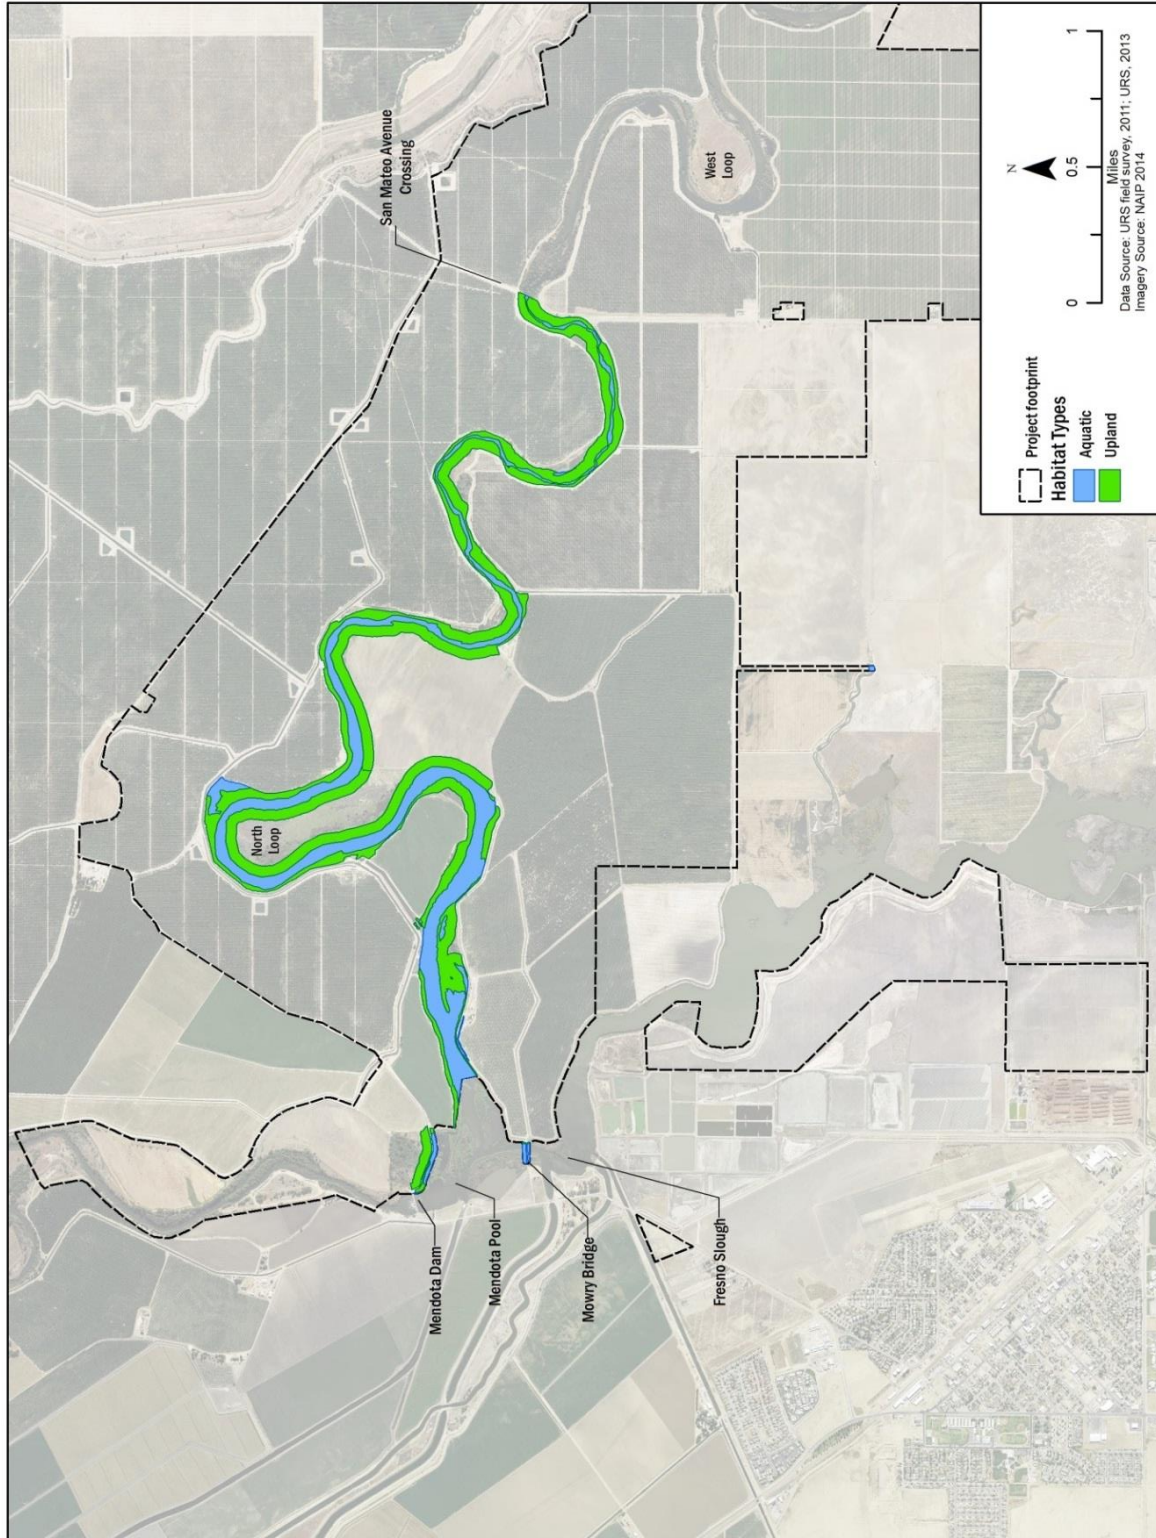 San Mateo Avenue
Crossing
West
Loop
North
Loop
Mendota Dam
Mendota Pool
Mowry Bridge
Fresno Slough
Project footprint
Habitat Types
Aquatic
Upland
N
0 0.5 1
Miles
Data Source: URS field survey, 2011; URS, 2013
Imagery Source: NAIP 2014